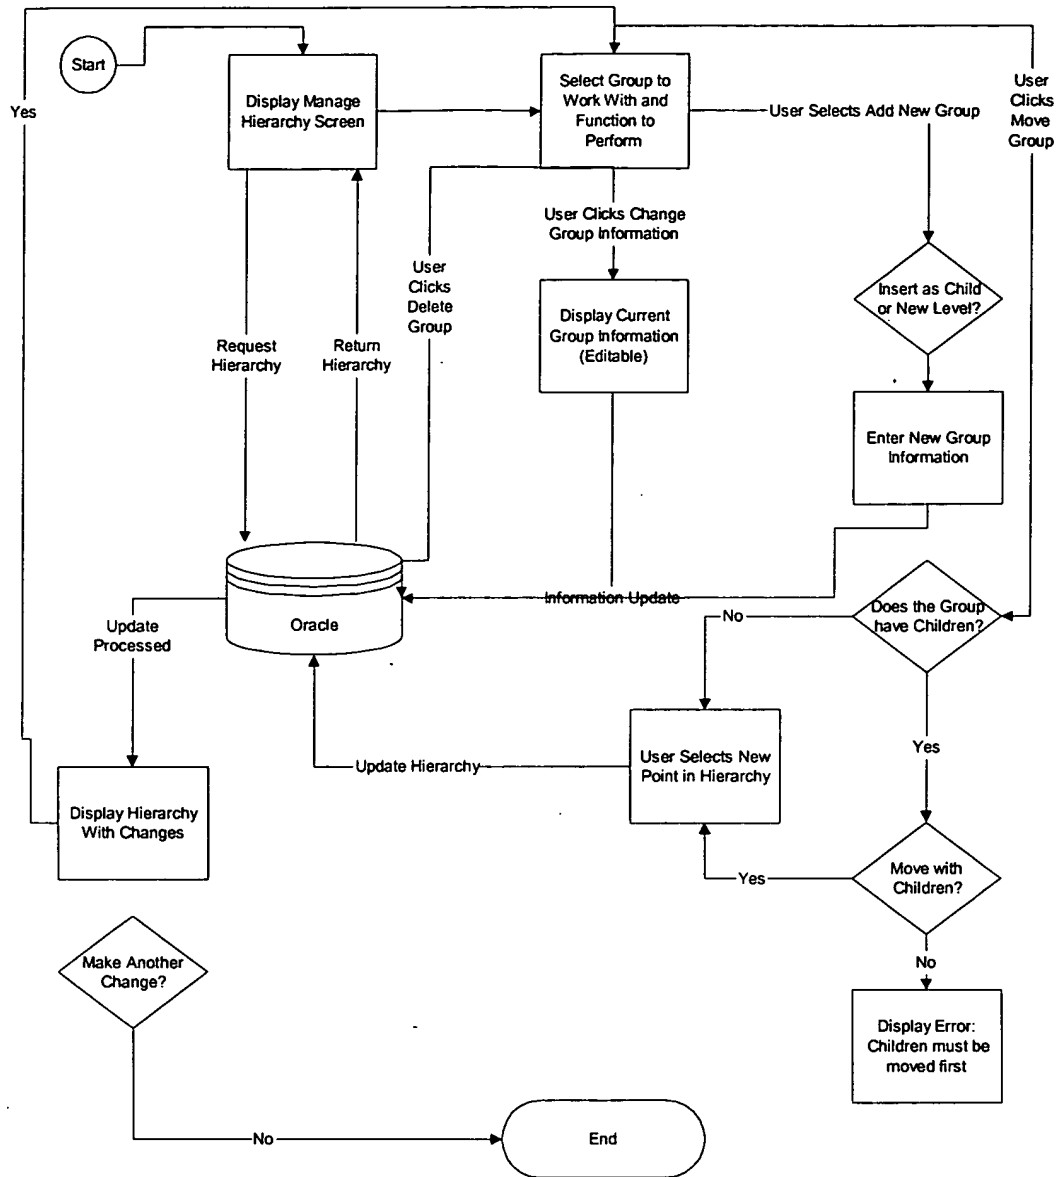 Start
Yes
Display Manage
Hierarchy Screen
Select Group to
Work With and
Function to
Perform
User Selects Add New Group
User
Clicks
Move
Group
User Clicks Change
Group Information
User
Clicks
Delete
Group
Insert as Child
or New Level?
Display Current
Group Information
(Editable)
Request
Hierarchy
Return
Hierarchy
Enter New Group
Information
Information Update
Oracle
Update
Processed
No
Does the Group
have Children?
Yes
Update Hierarchy
User Selects New
Point in Hierarchy
Display Hierarchy
With Changes
Yes
Move with
Children?
No
Make Another
Change?
Display Error:
Children must be
moved first
No
End